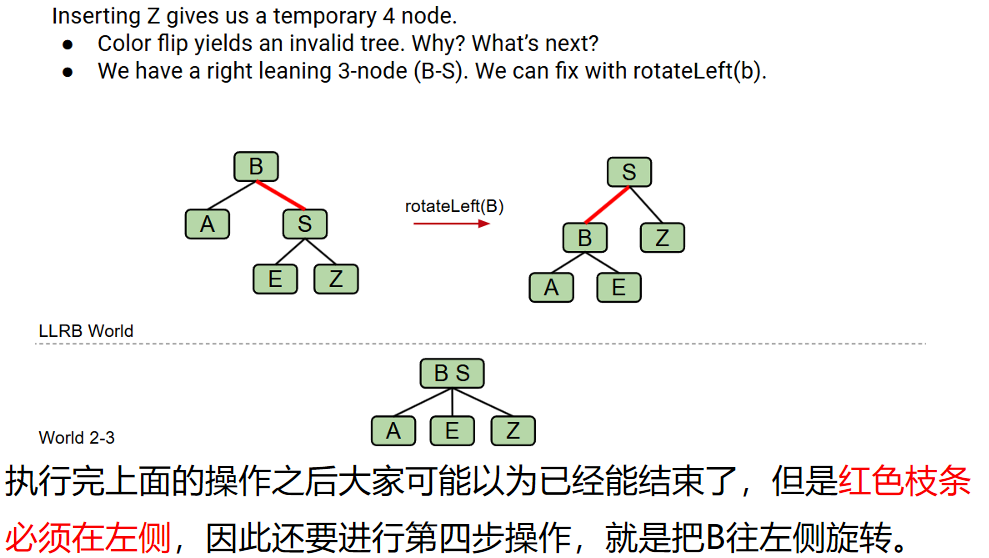 Inserting Z gives us a temporary 4 node.
● Color flip yields an invalid tree. Why? What's next?
● We have a right leaning 3-node (B-S). We can fix with rotateLeft(b).
B
S
A
S
rotateLeft(B)
B
Z
E
Z
A
E
LLRB World
B S
A
E
Z
World 2-3
执行完上面的操作之后大家可能以为已经能结束了，但是红色枝条
必须在左侧，因此还要进行第四步操作，就是把B往左侧旋转。